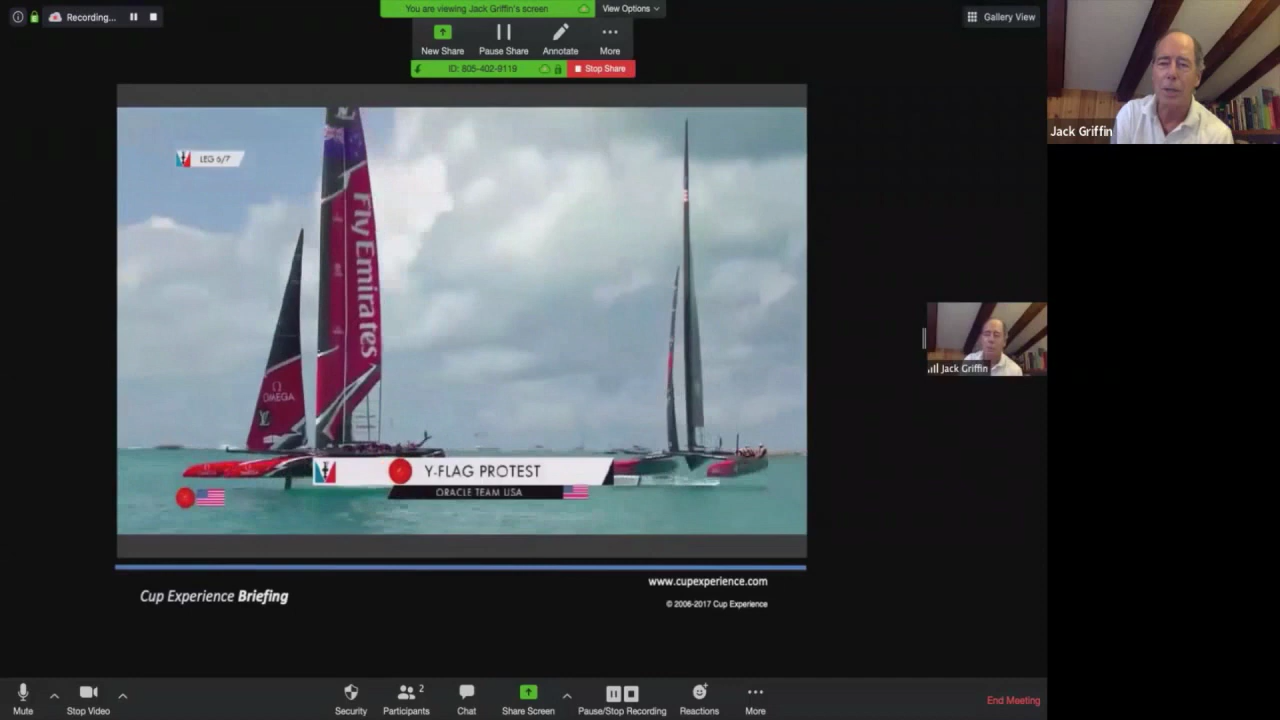 Recording...
You are viewing Jack Griffin's screen
View Options
Gallery View
New Share
Pause Share
Annotate
More
ID: 805-402-9119
Stop Share
Jack Griffin
LEG 6/7
Fly Emirates
OMEGA
Jack Griffin
Y-FLAG PROTEST
ORACLE TEAM USA
www.cupexperience.com
Cup Experience Briefing
© 2006-2017 Cup Experience
Mute
Stop Video
Security
Participants
2
Chat
Share Screen
Pause/Stop Recording
Reactions
More
End Meeting